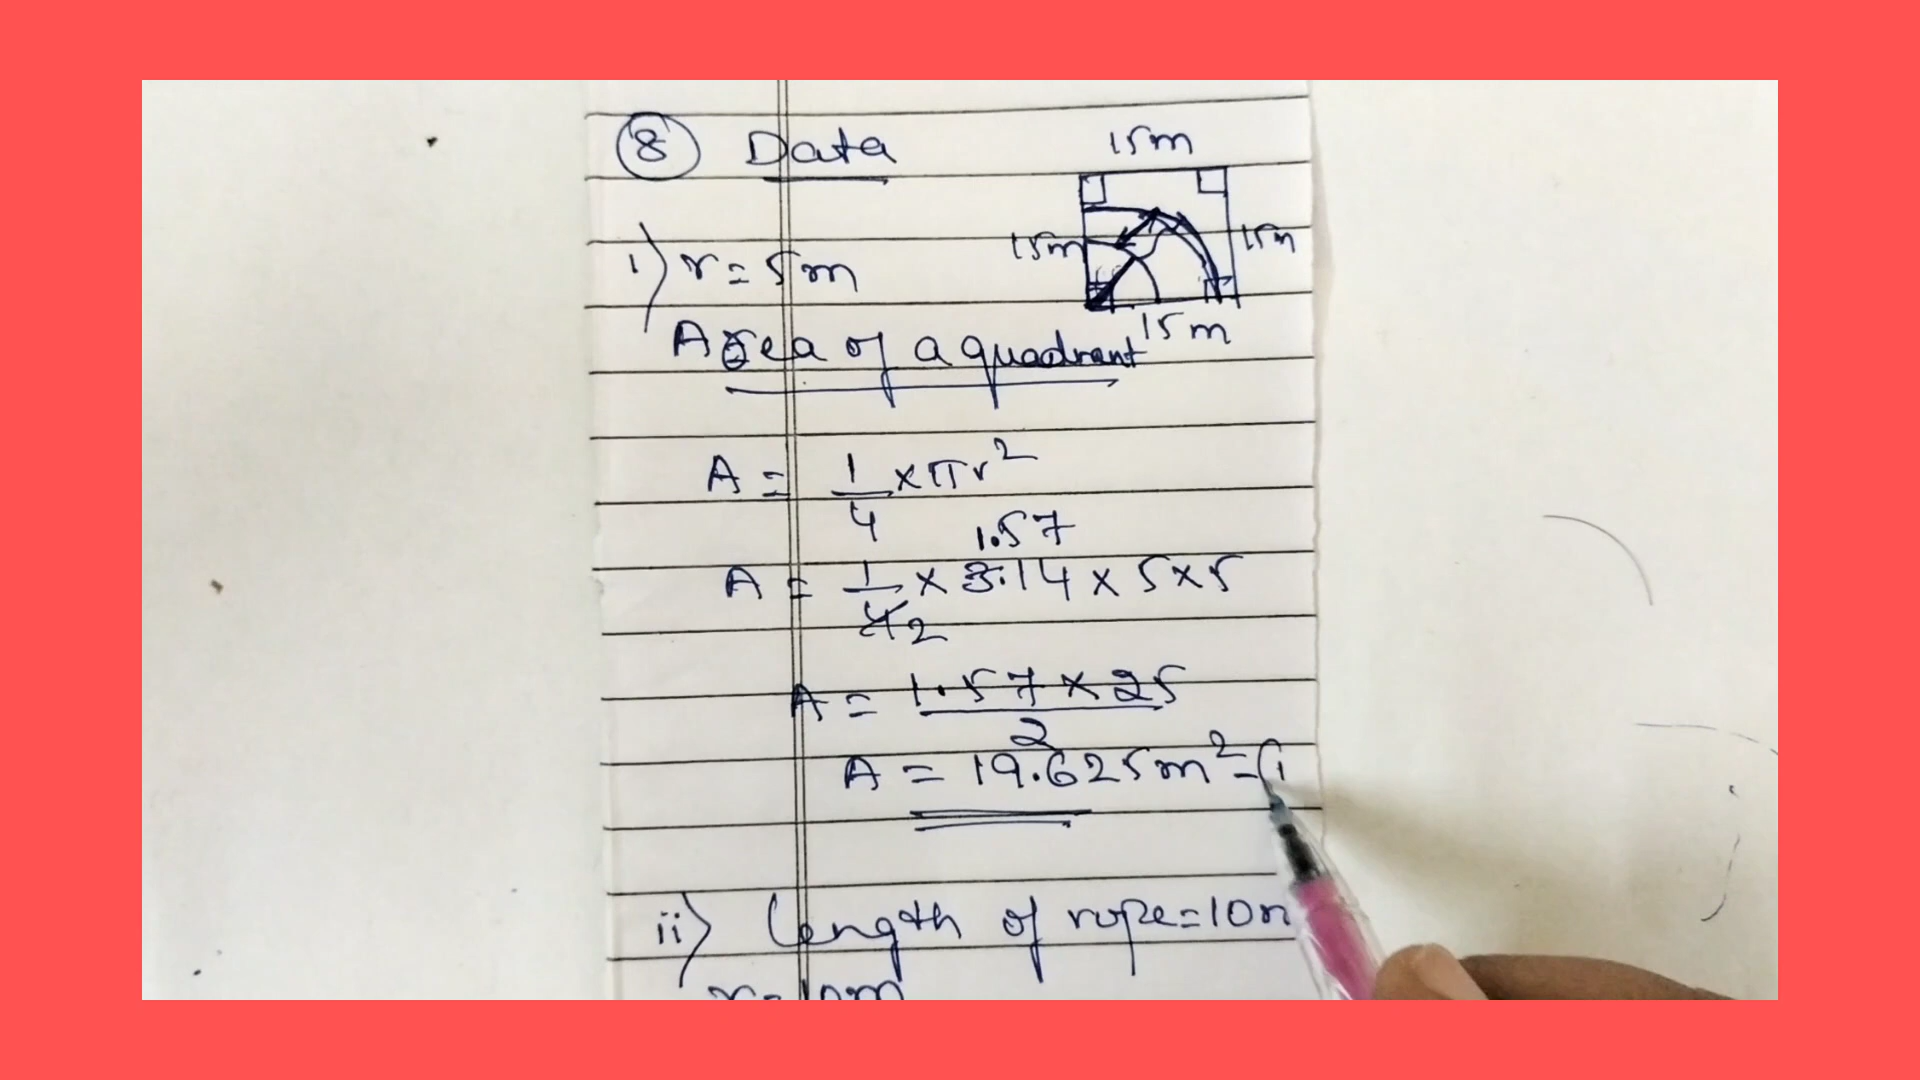 8 Data
15m
15m
15m
i) r = 5m
15m
Area of a quadrant
A = 1/4 × πr²
1.57
A = 1/4 × 3.14 × 5×5
2
A = 1.57 × 25 / 2
A = 19.625m² - (i
ii) Length of rope = 10m
r = 10m